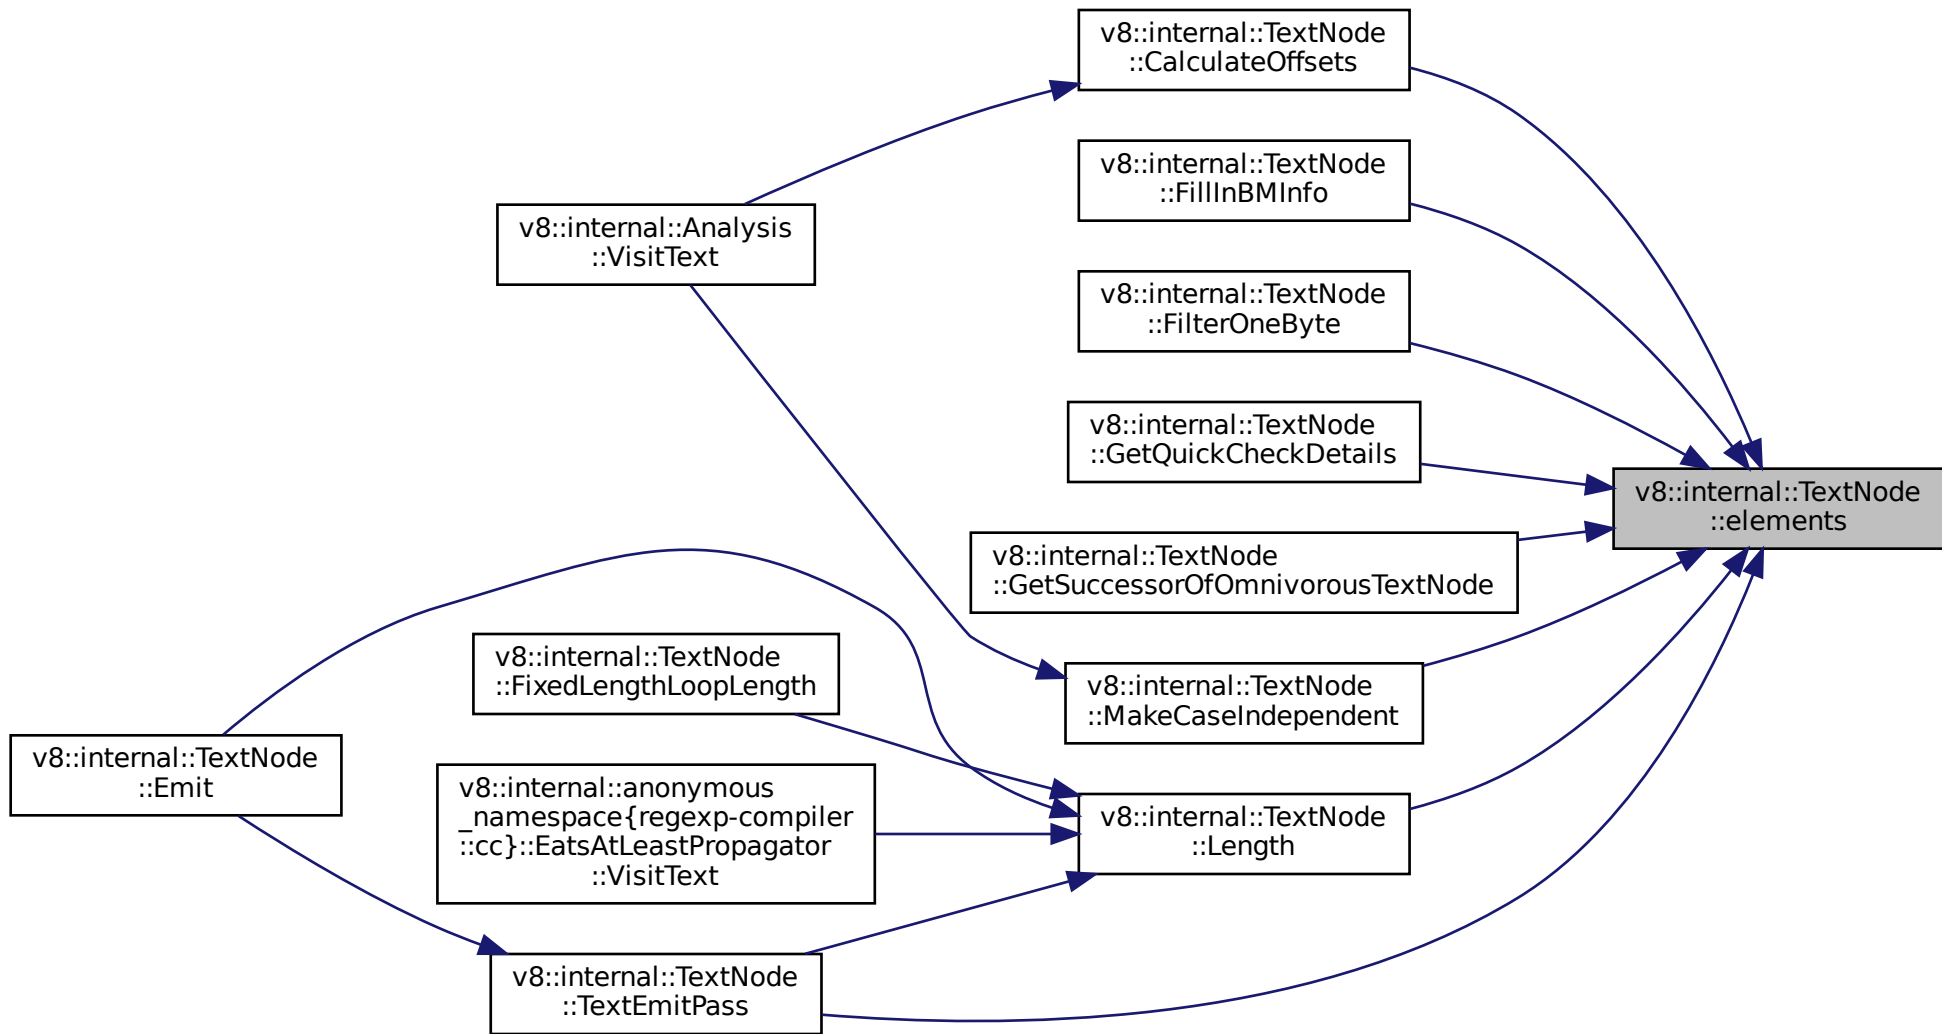 v8::internal::TextNode
::CalculateOffsets
v8::internal::TextNode
::FillInBMInfo
v8::internal::Analysis
::VisitText
v8::internal::TextNode
::FilterOneByte
v8::internal::TextNode
::GetQuickCheckDetails
v8::internal::TextNode
::elements
v8::internal::TextNode
::GetSuccessorOfOmnivorousTextNode
v8::internal::TextNode
::FixedLengthLoopLength
v8::internal::TextNode
::MakeCaseIndependent
v8::internal::TextNode
::Emit
v8::internal::anonymous
_namespace{regexp-compiler
::cc}::EatsAtLeastPropagator
::VisitText
v8::internal::TextNode
::Length
v8::internal::TextNode
::TextEmitPass